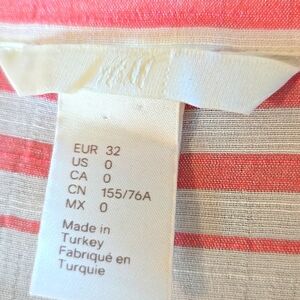 H&M
EUR 32
US 0
CA 0
CN 155/76A
MX 0
Made in
Turkey
Fabriqué en
Turquie